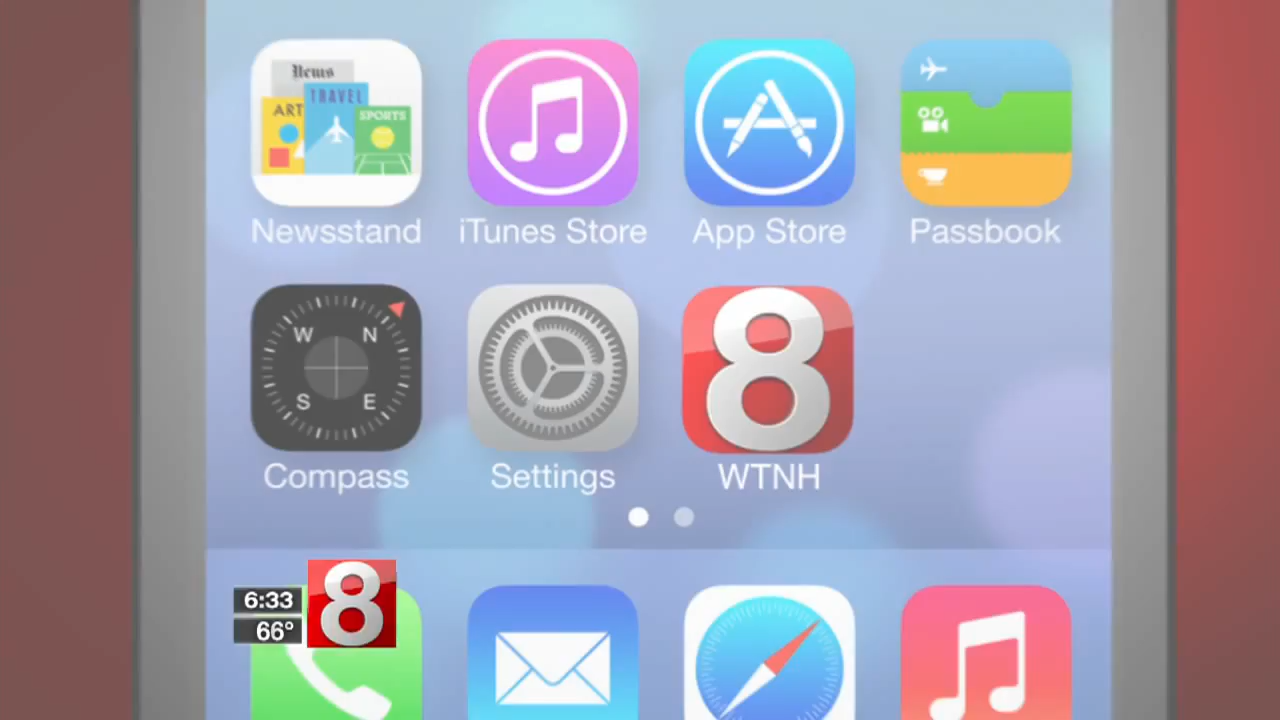 News
ART
TRAVEL
SPORTS
Newsstand
iTunes Store
App Store
Passbook
W N
S E
Compass
Settings
8
WTNH
6:33
66°
8